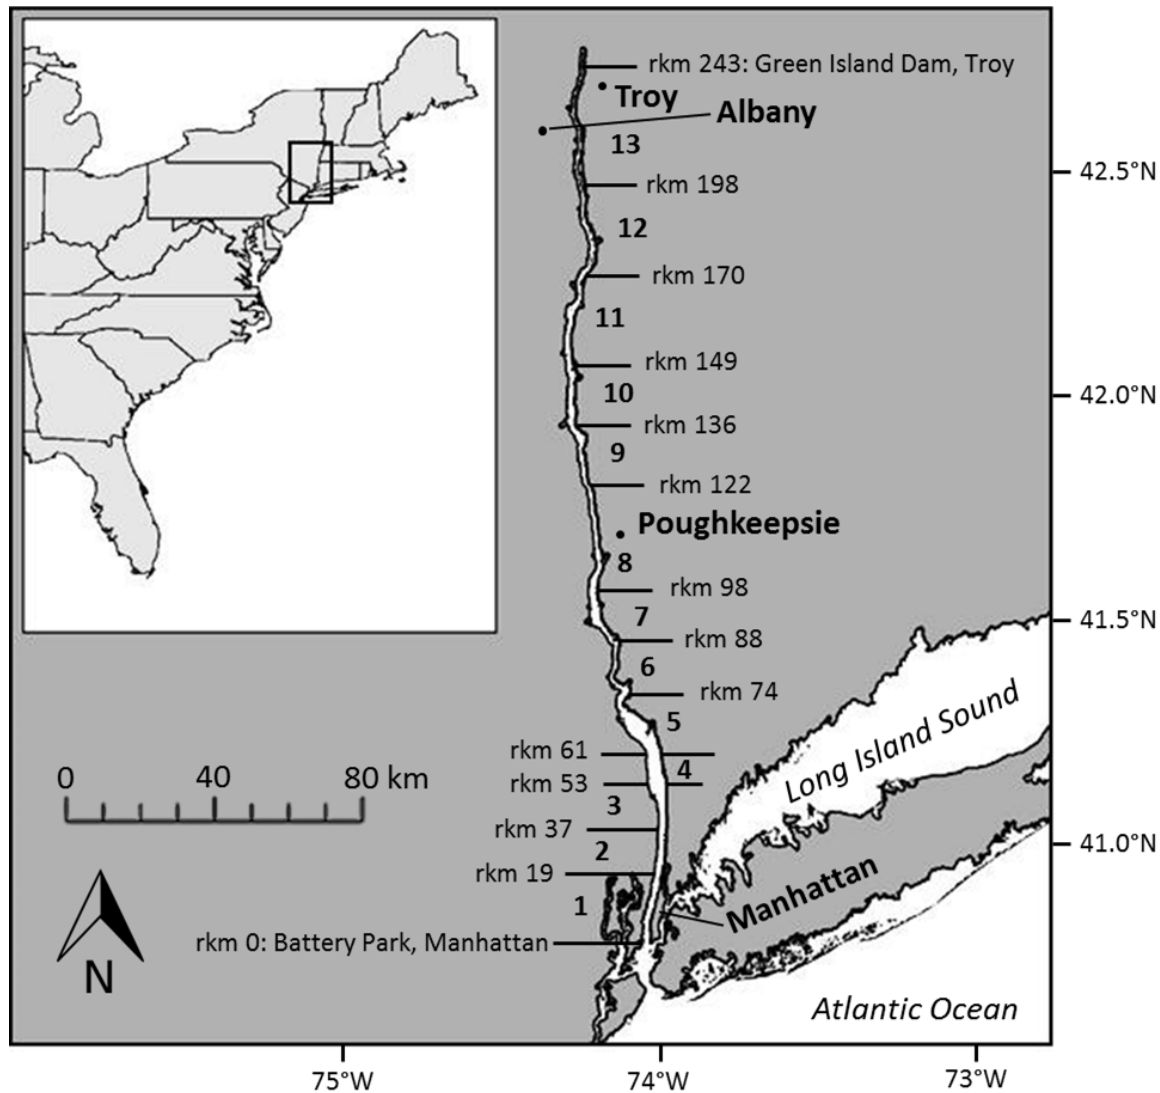 rkm 243: Green Island Dam, Troy
Troy
Albany
13
42.5°N
rkm 198
12
rkm 170
11
rkm 149
10
42.0°N
rkm 136
9
rkm 122
Poughkeepsie
8
rkm 98
7
41.5°N
rkm 88
6
rkm 74
5
Long Island Sound
rkm 61
4
0 40 80 km
rkm 53
3
rkm 37
2
41.0°N
rkm 19
1
Manhattan
rkm 0: Battery Park, Manhattan
N
Atlantic Ocean
75°W 74°W 73°W